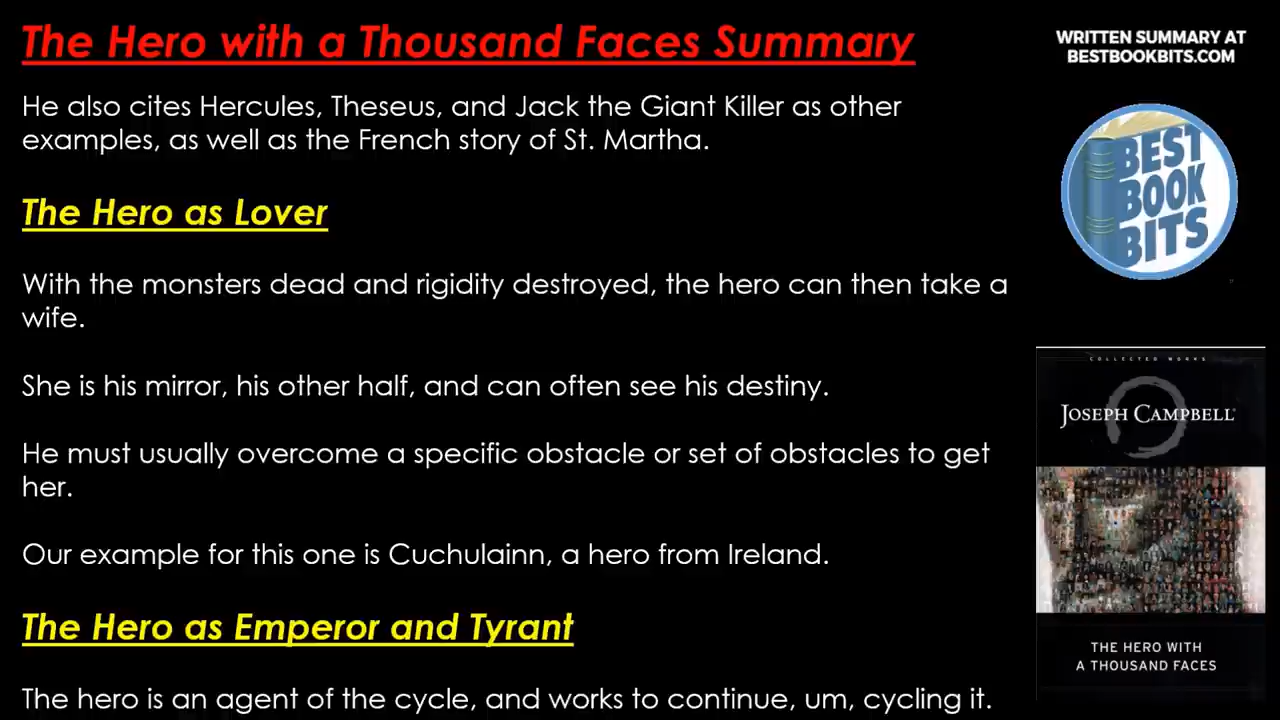 The Hero with a Thousand Faces Summary
WRITTEN SUMMARY AT
BESTBOOKBITS.COM
He also cites Hercules, Theseus, and Jack the Giant Killer as other
examples, as well as the French story of St. Martha.
BEST
BOOK
BITS
The Hero as Lover
With the monsters dead and rigidity destroyed, the hero can then take a
wife.
She is his mirror, his other half, and can often see his destiny.
He must usually overcome a specific obstacle or set of obstacles to get
her.
Our example for this one is Cuchulainn, a hero from Ireland.
The Hero as Emperor and Tyrant
The hero is an agent of the cycle, and works to continue, um, cycling it.
COLLECTED WORKS
JOSEPH CAMPBELL
THE HERO WITH
A THOUSAND FACES